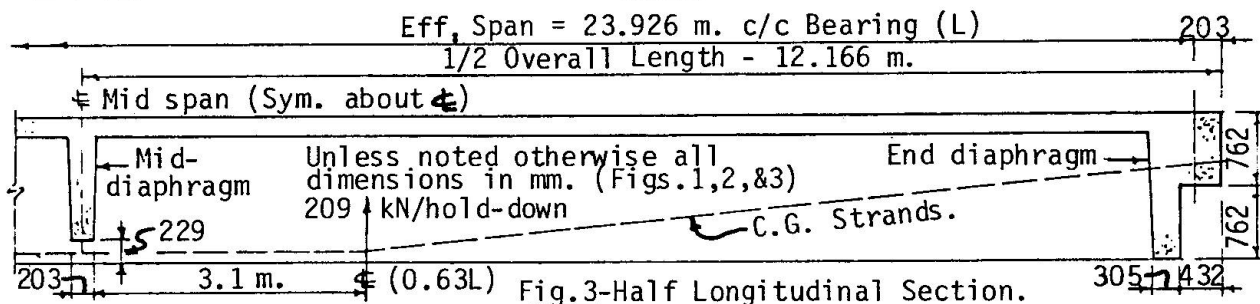 Eff. Span = 23.926 m. c/c Bearing (L)
203
1/2 Overall Length - 12.166 m.
℄ Mid span (Sym. about ℄)
Mid-
diaphragm
Unless noted otherwise all
dimensions in mm. (Figs.1,2,&3)
209 kN/hold-down
End diaphragm
762
762
229
C.G. Strands.
203
3.1 m.
℄ (0.63L)
305
432
Fig.3-Half Longitudinal Section.